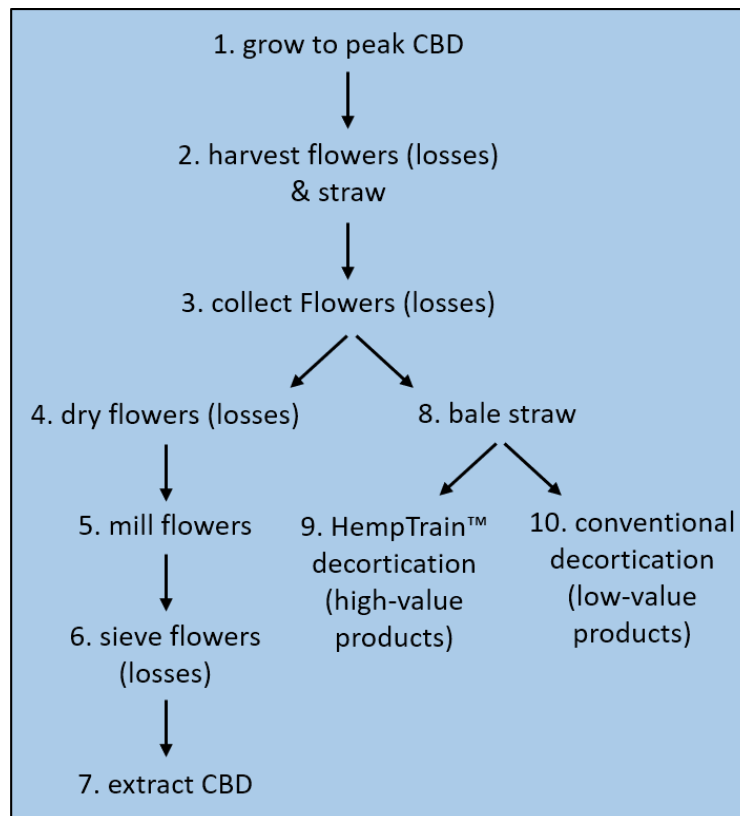 1. grow to peak CBD
2. harvest flowers (losses)
& straw
3. collect Flowers (losses)
4. dry flowers (losses)
5. mill flowers
6. sieve flowers
(losses)
7. extract CBD
8. bale straw
9. HempTrain™
decortication
(high-value
products)
10. conventional
decortication
(low-value
products)